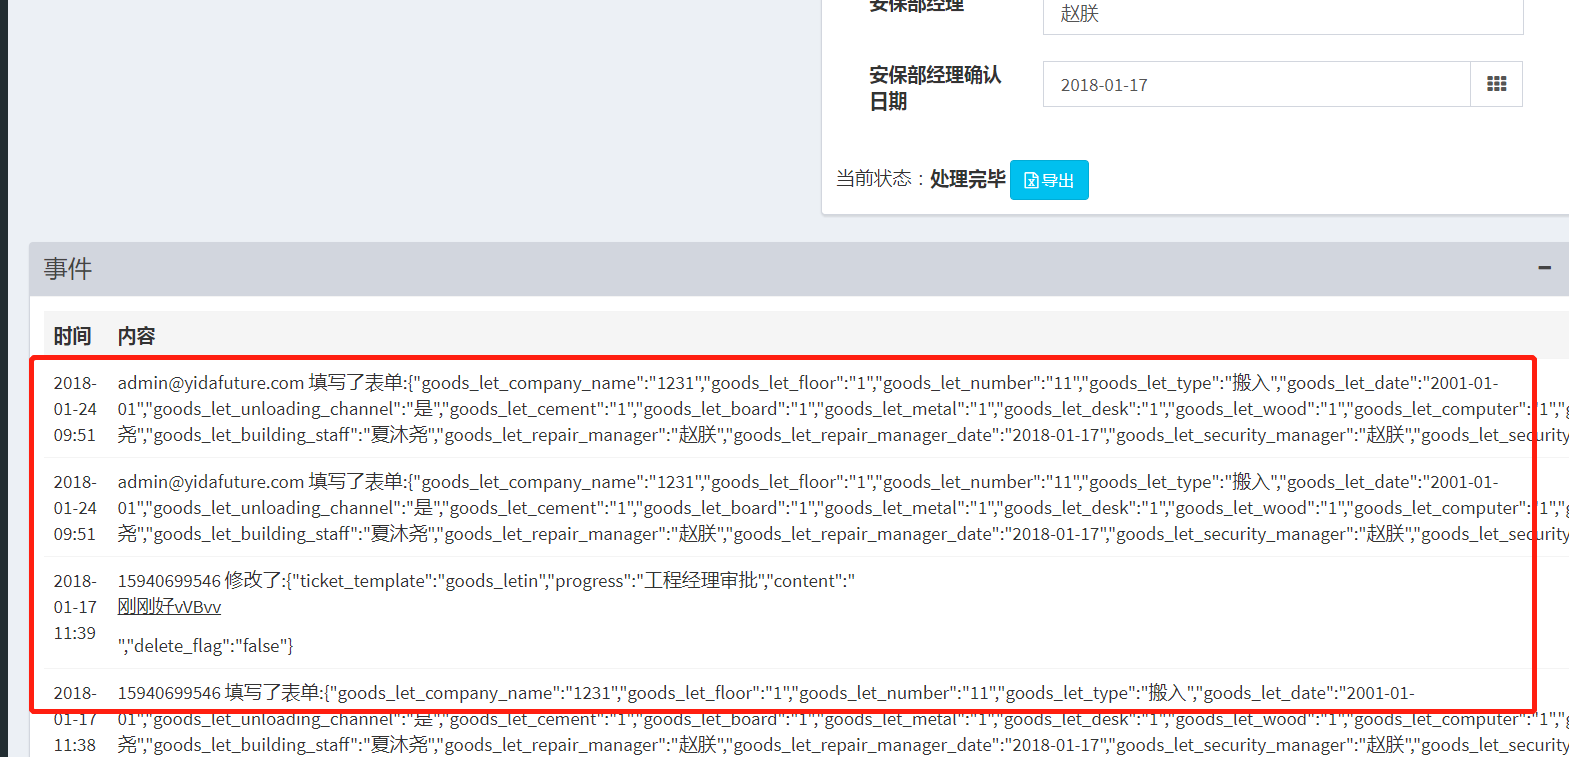 安保部经理
赵朕
安保部经理确认
日期
2018-01-17
当前状态：处理完毕 导出
事件
时间 内容
2018-01-24 09:51
admin@yidafuture.com 填写了表单:{"goods_let_company_name":"1231","goods_let_floor":"1","goods_let_number":"11","goods_let_type":"搬入","goods_let_date":"2001-01-
01","goods_let_unloading_channel":"是","goods_let_cement":"1","goods_let_board":"1","goods_let_metal":"1","goods_let_desk":"1","goods_let_wood":"1","goods_let_computer":"1","g
尧","goods_let_building_staff":"夏沐尧","goods_let_repair_manager":"赵朕","goods_let_repair_manager_date":"2018-01-17","goods_let_security_manager":"赵朕","goods_let_security
2018-01-24 09:51
admin@yidafuture.com 填写了表单:{"goods_let_company_name":"1231","goods_let_floor":"1","goods_let_number":"11","goods_let_type":"搬入","goods_let_date":"2001-01-
01","goods_let_unloading_channel":"是","goods_let_cement":"1","goods_let_board":"1","goods_let_metal":"1","goods_let_desk":"1","goods_let_wood":"1","goods_let_computer":"1","g
尧","goods_let_building_staff":"夏沐尧","goods_let_repair_manager":"赵朕","goods_let_repair_manager_date":"2018-01-17","goods_let_security_manager":"赵朕","goods_let_security
2018-01-17 11:39
15940699546 修改了:{"ticket_template":"goods_letin","progress":"工程经理审批","content":"
刚刚好vVBvv
","delete_flag":"false"}
2018-01-17 11:38
15940699546 填写了表单:{"goods_let_company_name":"1231","goods_let_floor":"1","goods_let_number":"11","goods_let_type":"搬入","goods_let_date":"2001-01-
01","goods_let_unloading_channel":"是","goods_let_cement":"1","goods_let_board":"1","goods_let_metal":"1","goods_let_desk":"1","goods_let_wood":"1","goods_let_computer":"1","g
尧","goods_let_building_staff":"夏沐尧","goods_let_repair_manager":"赵朕","goods_let_repair_manager_date":"2018-01-17","goods_let_security_manager":"赵朕","goods_let_security